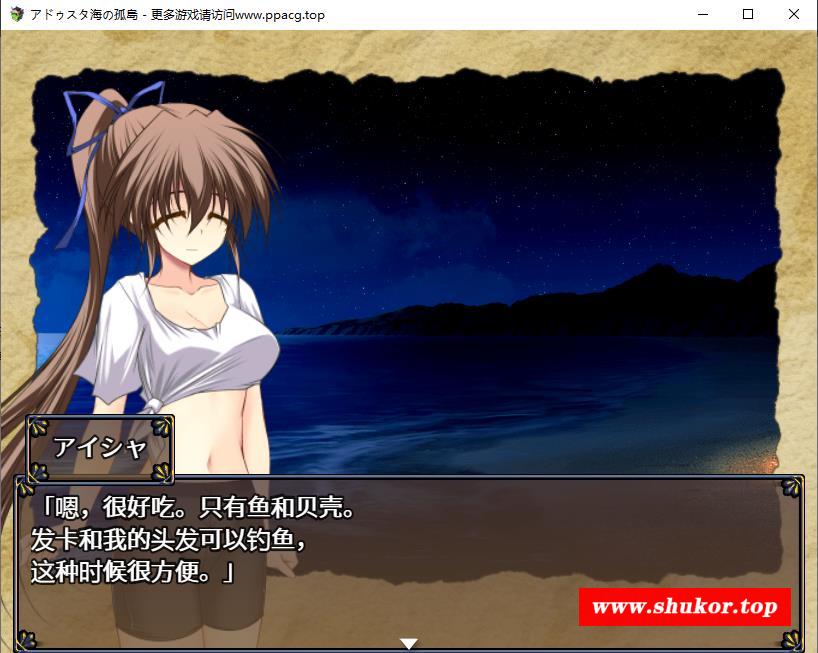 アドゥスタ海の孤島 - 更多游戏请访问www.ppacg.top
アイシャ
「嗯，很好吃。只有鱼和贝壳。
发卡和我的头发可以钓鱼，
这种时候很方便。」
www.shukor.top